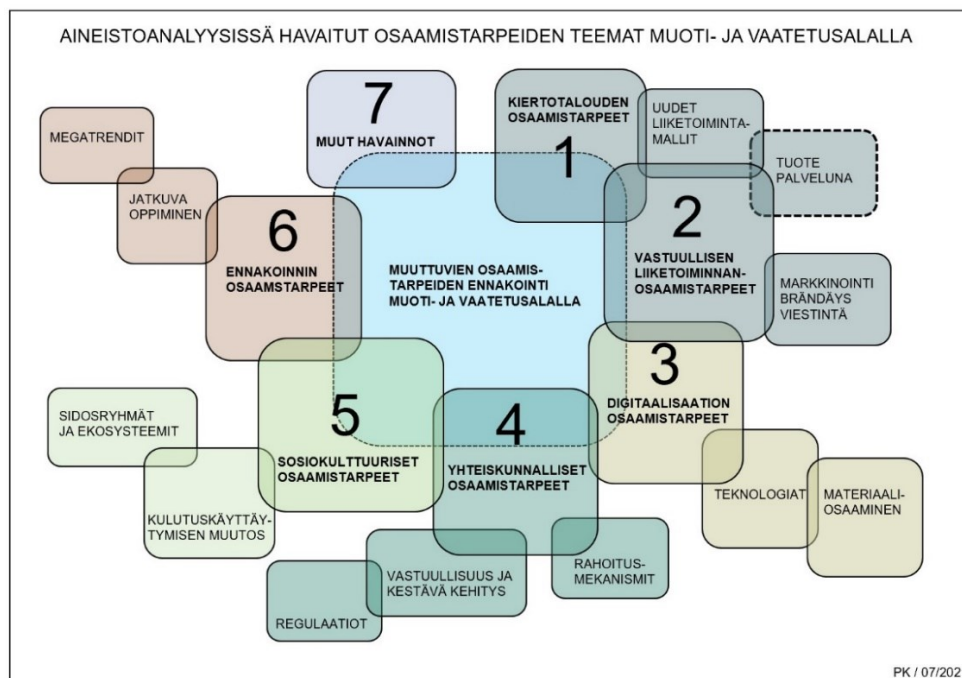 AINEISTOANALYYSISSÄ HAVAITUT OSAAMISTARPEIDEN TEEMAT MUOTI- JA VAATETUSALALLA
7
MUUT HAVAINNOT
KIERTOTALOUDEN
OSAAMISTARPEET
1
UUDET
LIIKETOIMINTA-
MALLIT
TUOTE
PALVELUNA
2
VASTUULLISEN
LIIKETOIMINNAN-
OSAAMISTARPEET
MARKKINOINTI
BRÄNDÄYS
VIESTINTÄ
MEGATRENDIT
JATKUVA
OPPIMINEN
6
ENNAKOINNIN
OSAAMSTARPEET
MUUTTUVIEN OSAAMIS-
TARPEIDEN ENNAKOINTI
MUOTI- JA VAATETUSALALLA
3
DIGITAALISAATION
OSAAMISTARPEET
TEKNOLOGIAT
MATERIAALI-
OSAAMINEN
5
SOSIOKULTTUURISET
OSAAMISTARPEET
SIDOSRYHMÄT
JA EKOSYSTEEMIT
KULUTUSKÄYTTÄY-
TYMISEN MUUTOS
4
YHTEISKUNNALLISET
OSAAMISTARPEET
REGULAATIOT
VASTUULLISUUS JA
KESTÄVÄ KEHITYS
RAHOITUS-
MEKANISMIT
PK / 07/202